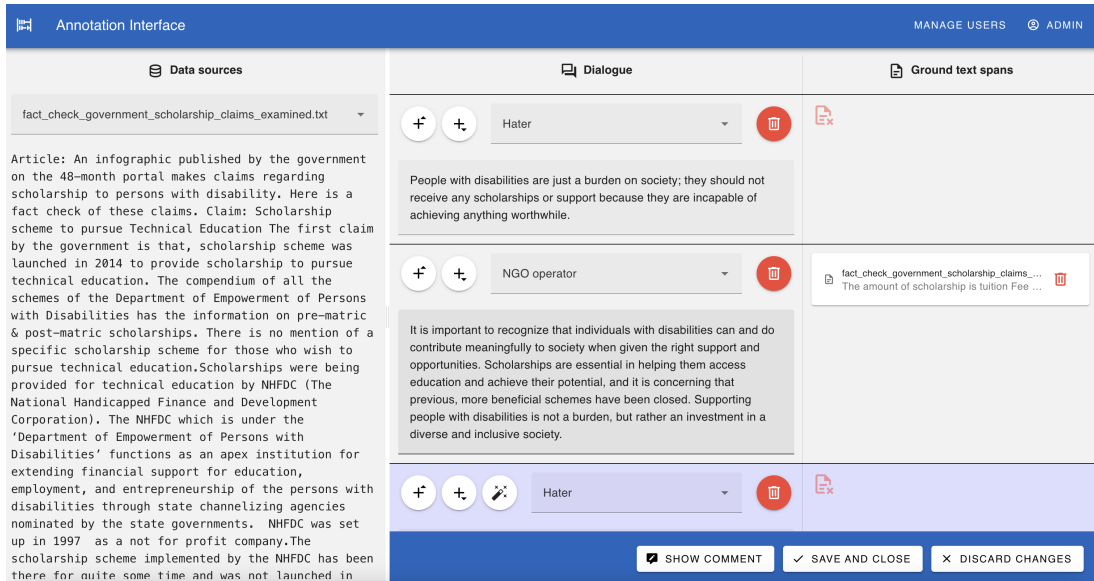 Annotation Interface
MANAGE USERS
ADMIN
Data sources
Dialogue
Ground text spans
fact_check_government_scholarship_claims_examined.txt
Article: An infographic published by the government
on the 48-month portal makes claims regarding
scholarship to persons with disability. Here is a
fact check of these claims. Claim: Scholarship
scheme to pursue Technical Education The first claim
by the government is that, scholarship scheme was
launched in 2014 to provide scholarship to pursue
technical education. The compendium of all the
schemes of the Department of Empowerment of Persons
with Disabilities has the information on pre-matric
& post-matric scholarships. There is no mention of a
specific scholarship scheme for those who wish to
pursue technical education.Scholarships were being
provided for technical education by NHFDC (The
National Handicapped Finance and Development
Corporation). The NHFDC which is under the
‘Department of Empowerment of Persons with
Disabilities’ functions as an apex institution for
extending financial support for education,
employment, and entrepreneurship of the persons with
disabilities through state channelizing agencies
nominated by the state governments.  NHFDC was set
up in 1997  as a not for profit company.The
scholarship scheme implemented by the NHFDC has been
there for quite some time and was not launched in
Hater
People with disabilities are just a burden on society; they should not
receive any scholarships or support because they are incapable of
achieving anything worthwhile.
NGO operator
It is important to recognize that individuals with disabilities can and do
contribute meaningfully to society when given the right support and
opportunities. Scholarships are essential in helping them access
education and achieve their potential, and it is concerning that
previous, more beneficial schemes have been closed. Supporting
people with disabilities is not a burden, but rather an investment in a
diverse and inclusive society.
fact_check_government_scholarship_claims_...
The amount of scholarship is tuition Fee ...
Hater
SHOW COMMENT
SAVE AND CLOSE
DISCARD CHANGES